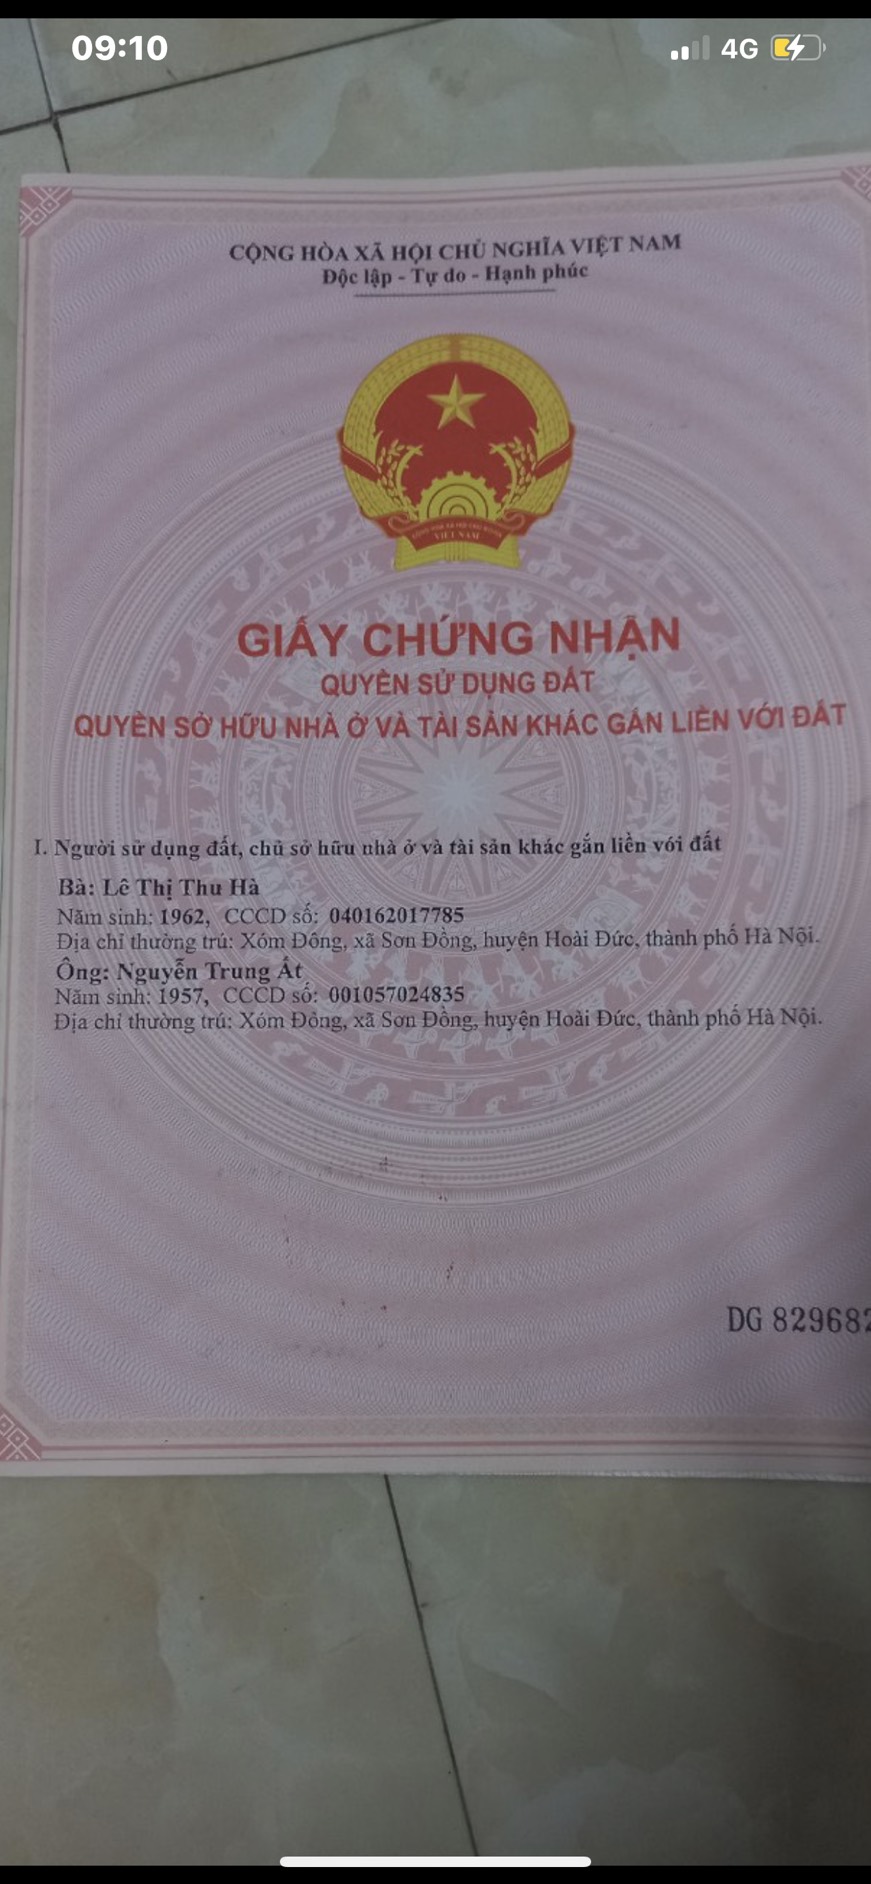 09:10
4G
CỘNG HÒA XÃ HỘI CHỦ NGHĨA VIỆT NAM
Độc lập - Tự do - Hạnh phúc
VIỆT NAM
GIẤY CHỨNG NHẬN
QUYỀN SỬ DỤNG ĐẤT
QUYỀN SỞ HỮU NHÀ Ở VÀ TÀI SẢN KHÁC GẮN LIỀN VỚI ĐẤT
I. Người sử dụng đất, chủ sở hữu nhà ở và tài sản khác gắn liền với đất
Bà: Lê Thị Thu Hà
Năm sinh: 1962, CCCD số: 040162017785
Địa chỉ thường trú: Xóm Đông, xã Sơn Đồng, huyện Hoài Đức, thành phố Hà Nội.
Ông: Nguyễn Trung Ất
Năm sinh: 1957, CCCD số: 001057024835
Địa chỉ thường trú: Xóm Đông, xã Sơn Đồng, huyện Hoài Đức, thành phố Hà Nội.
DG 829682